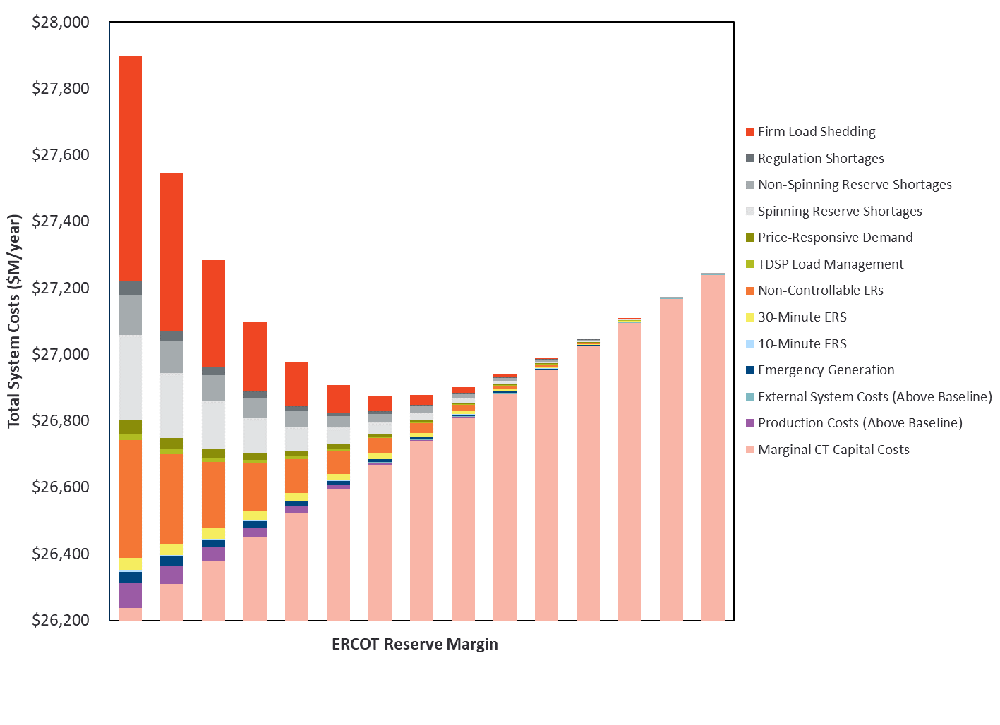 $28,000
$27,800
$27,600
$27,400
$27,200
$27,000
$26,800
$26,600
$26,400
$26,200
Total System Costs ($M/year)
ERCOT Reserve Margin
Firm Load Shedding
Regulation Shortages
Non-Spinning Reserve Shortages
Spinning Reserve Shortages
Price-Responsive Demand
TDSP Load Management
Non-Controllable LRs
30-Minute ERS
10-Minute ERS
Emergency Generation
External System Costs (Above Baseline)
Production Costs (Above Baseline)
Marginal CT Capital Costs